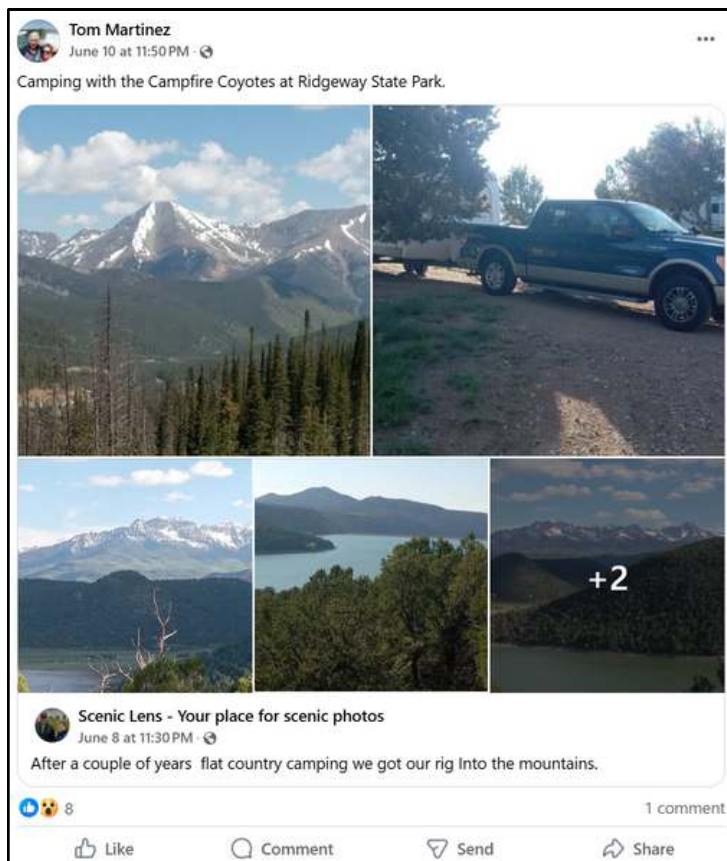 Tom Martinez
June 10 at 11:50 PM ·
Camping with the Campfire Coyotes at Ridgeway State Park.
+2
Scenic Lens - Your place for scenic photos
June 8 at 11:30 PM ·
After a couple of years  flat country camping we got our rig Into the mountains.
8
1 comment
Like
Comment
Send
Share